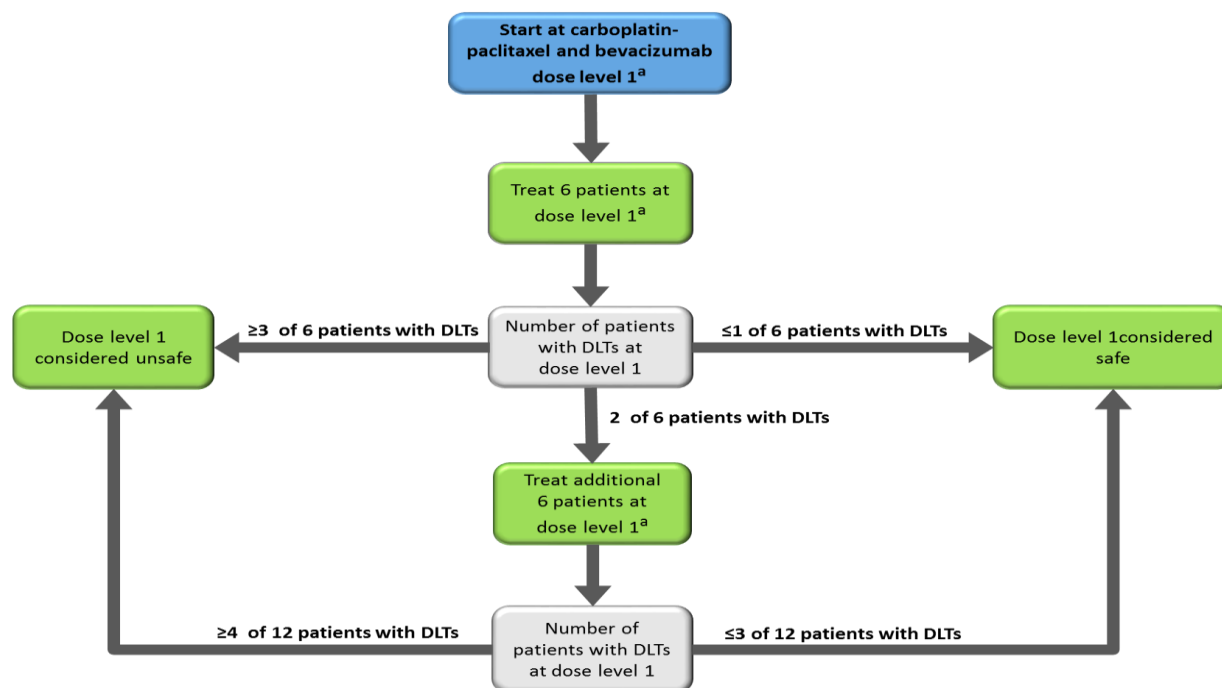 Start at carboplatin-
paclitaxel and bevacizumab
dose level 1a
Treat 6 patients at
dose level 1a
≥3  of 6 patients with DLTs
Number of patients
with DLTs at
dose level 1
≤1 of 6 patients with DLTs
Dose level 1
considered unsafe
Dose level 1considered
safe
2  of 6 patients with DLTs
Treat additional
6 patients at
dose level 1a
≥4  of 12 patients with DLTs
Number of
patients with DLTs
at dose level 1
≤3 of 12 patients with DLTs